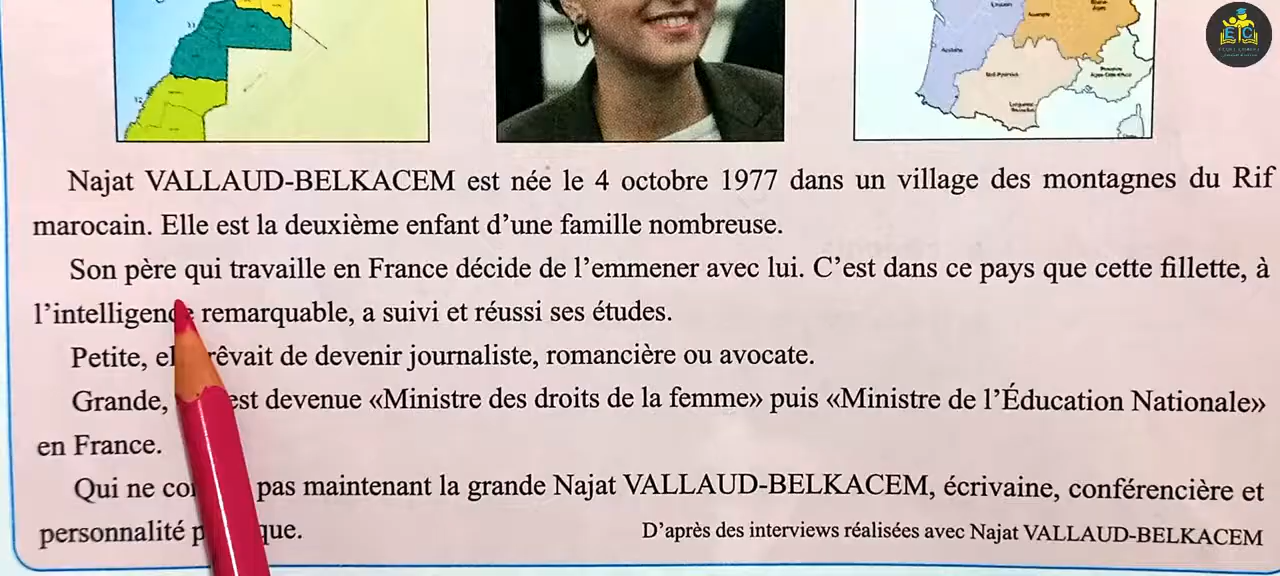 Najat VALLAUD-BELKACEM est née le 4 octobre 1977 dans un village des montagnes du Rif
marocain. Elle est la deuxième enfant d’une famille nombreuse.
Son père qui travaille en France décide de l’emmener avec lui. C’est dans ce pays que cette fillette, à
l’intelligence remarquable, a suivi et réussi ses études.
Petite, rêvait de devenir journaliste, romancière ou avocate.
Grande, est devenue «Ministre des droits de la femme» puis «Ministre de l’Éducation Nationale»
en France.
Qui ne pas maintenant la grande Najat VALLAUD-BELKACEM, écrivaine, conférencière et
personnalité
D’après des interviews réalisées avec Najat VALLAUD-BELKACEM